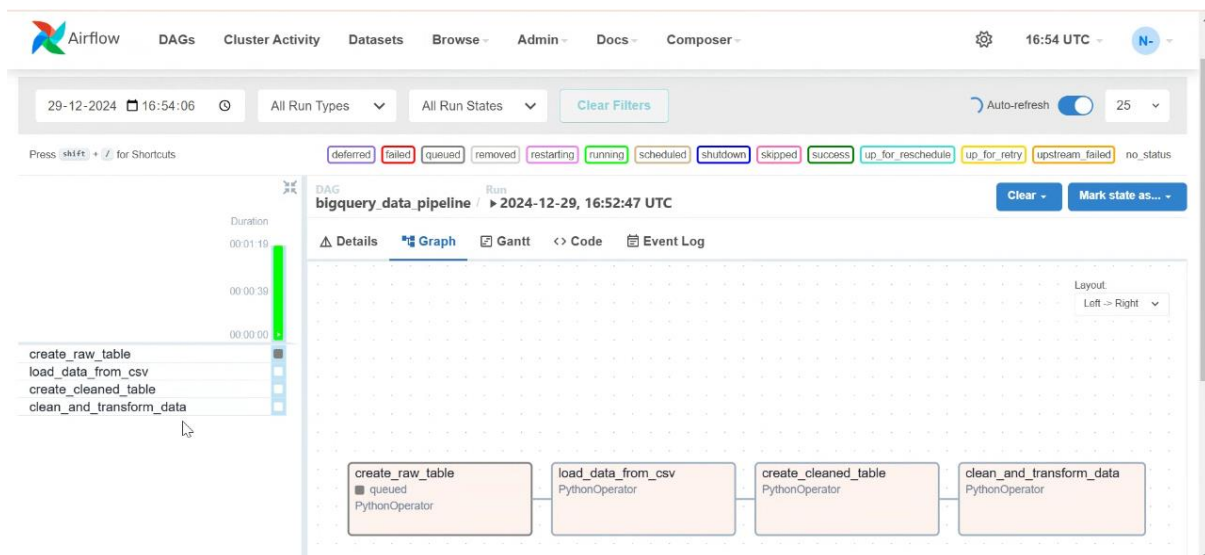 Airflow DAGs Cluster Activity Datasets Browse Admin Docs Composer 16:54 UTC N-
29-12-2024 16:54:06 All Run Types All Run States Clear Filters Auto-refresh 25
Press shift + / for Shortcuts deferred failed queued removed restarting running scheduled shutdown skipped success up_for_reschedule up_for_retry upstream_failed no_status
DAG Run
bigquery_data_pipeline / 2024-12-29, 16:52:47 UTC
Clear Mark state as...
Duration
00:01:19
00:00:39
00:00:00
create_raw_table
load_data_from_csv
create_cleaned_table
clean_and_transform_data
Details Graph Gantt <> Code Event Log
Layout:
Left -> Right
create_raw_table
queued
PythonOperator
load_data_from_csv
PythonOperator
create_cleaned_table
PythonOperator
clean_and_transform_data
PythonOperator